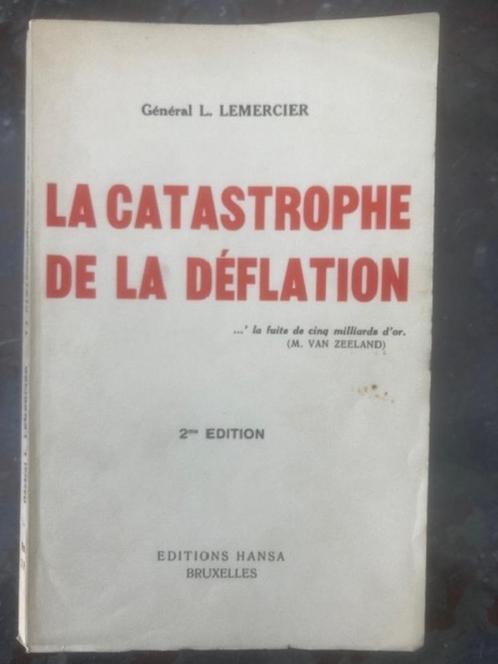 Général L. LEMERCIER
LA CATASTROPHE
DE LA DÉFLATION
...' la fuite de cinq milliards d'or.
(M. VAN ZEELAND)
2me EDITION
EDITIONS HANSA
BRUXELLES